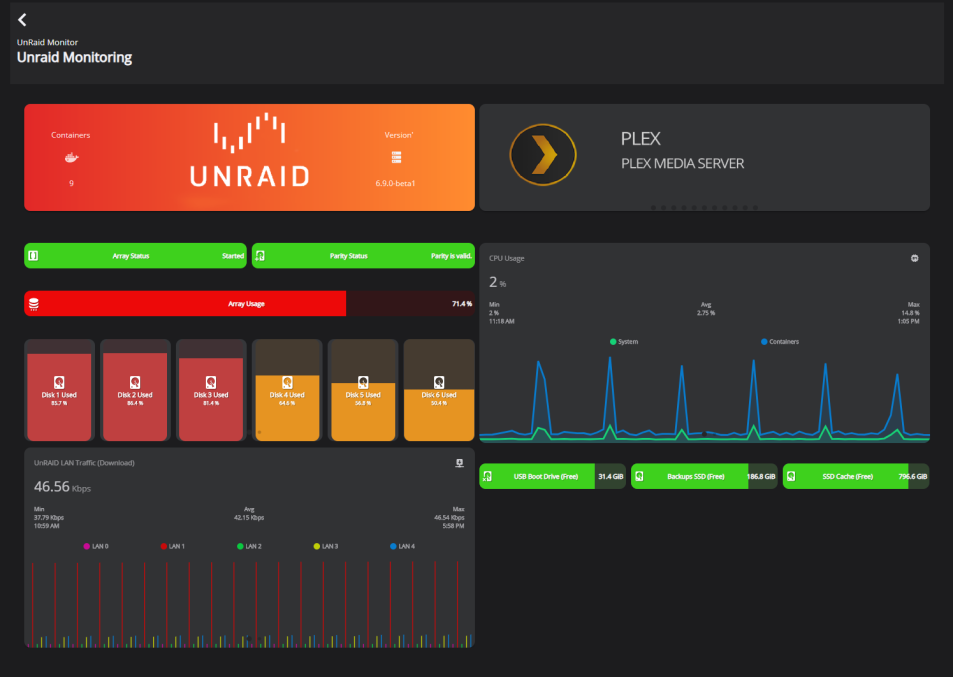 UnRaid Monitor
Unraid Monitoring
Containers
9
UNRAID
Version'
6.9.0-beta1
PLEX
PLEX MEDIA SERVER
Array Status
Started
Parity Status
Parity is valid.
Array Usage
71.4 %
Disk 1 Used
85.7 %
Disk 2 Used
86.4 %
Disk 3 Used
81.4 %
Disk 4 Used
64.6 %
Disk 5 Used
56.8 %
Disk 6 Used
50.4 %
CPU Usage
2 %
Min
2 %
11:18 AM
Avg
2.75 %
Max
14.8 %
1:05 PM
System
Containers
USB Boot Drive (Free)
31.4 GiB
Backups SSD (Free)
186.8 GiB
SSD Cache (Free)
796.6 GiB
UnRAID LAN Traffic (Download)
46.56 Kbps
Min
37.79 Kbps
10:59 AM
Avg
42.15 Kbps
Max
46.54 Kbps
5:58 PM
LAN 0
LAN 1
LAN 2
LAN 3
LAN 4